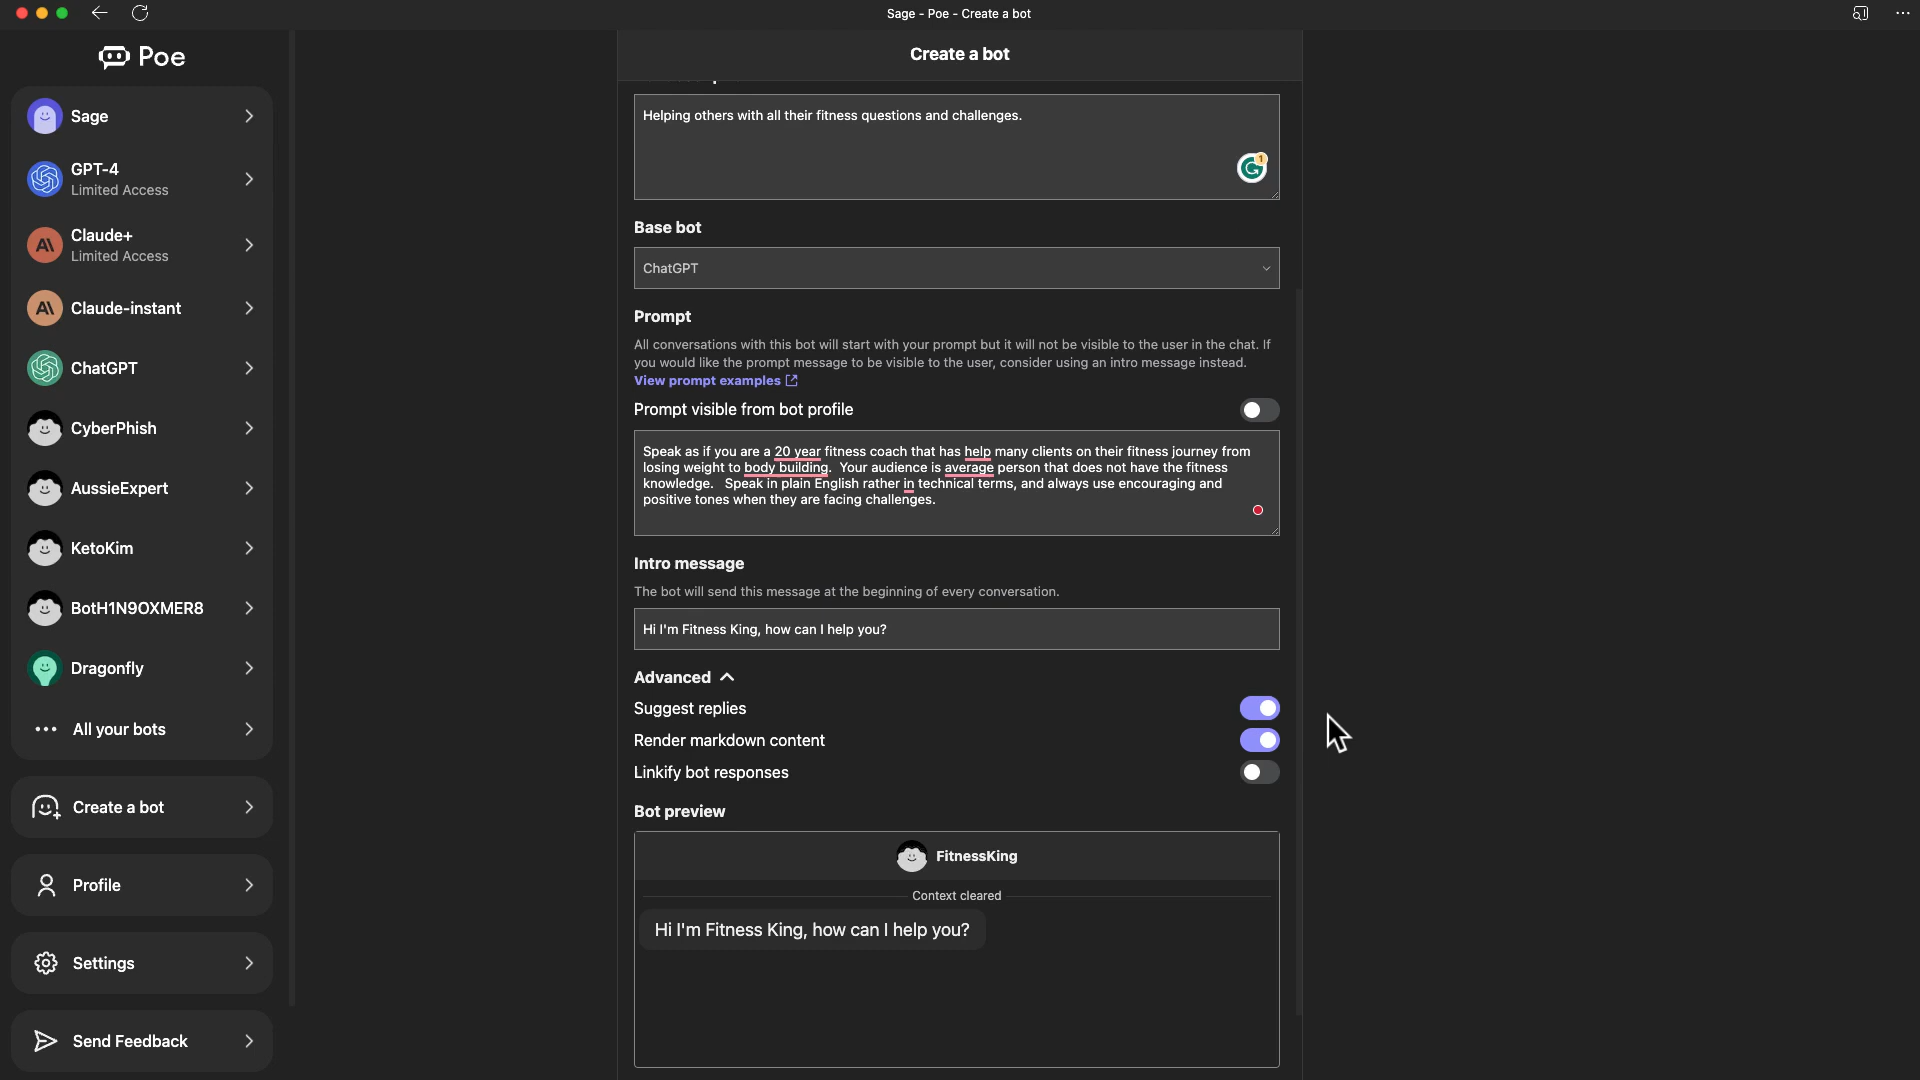 Sage - Poe - Create a bot
Poe
Sage
GPT-4
Limited Access
Claude+
Limited Access
Claude-instant
ChatGPT
CyberPhish
AussieExpert
KetoKim
BotH1N9OXMER8
Dragonfly
All your bots
Create a bot
Profile
Settings
Send Feedback
Create a bot
Helping others with all their fitness questions and challenges.
1
Base bot
ChatGPT
Prompt
All conversations with this bot will start with your prompt but it will not be visible to the user in the chat. If
you would like the prompt message to be visible to the user, consider using an intro message instead.
View prompt examples
Prompt visible from bot profile
Speak as if you are a 20 year fitness coach that has help many clients on their fitness journey from
losing weight to body building.  Your audience is average person that does not have the fitness
knowledge.   Speak in plain English rather in technical terms, and always use encouraging and
positive tones when they are facing challenges.
Intro message
The bot will send this message at the beginning of every conversation.
Hi I'm Fitness King, how can I help you?
Advanced
Suggest replies
Render markdown content
Linkify bot responses
Bot preview
FitnessKing
Context cleared
Hi I'm Fitness King, how can I help you?